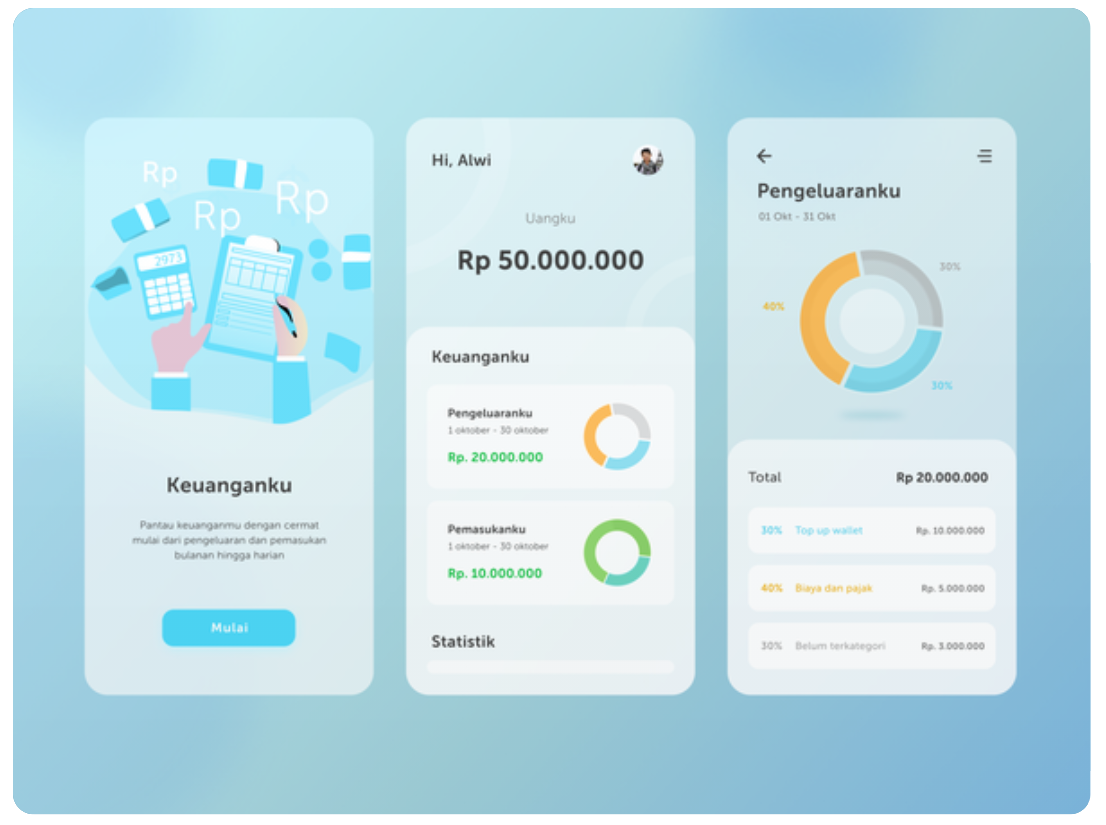 Rp
Rp
Rp
2973
Keuanganku
Pantau keuanganmu dengan cermat
mulai dari pengeluaran dan pemasukan
bulanan hingga harian
Mulai
Hi, Alwi
Uangku
Rp 50.000.000
Keuanganku
Pengeluaranku
1 oktober - 30 oktober
Rp. 20.000.000
Pemasukanku
1 oktober - 30 oktober
Rp. 10.000.000
Statistik
Pengeluaranku
01 Okt - 31 Okt
30%
40%
30%
Total Rp 20.000.000
30% Top up wallet Rp. 10.000.000
40% Biaya dan pajak Rp. 5.000.000
30% Belum terkategori Rp. 3.000.000